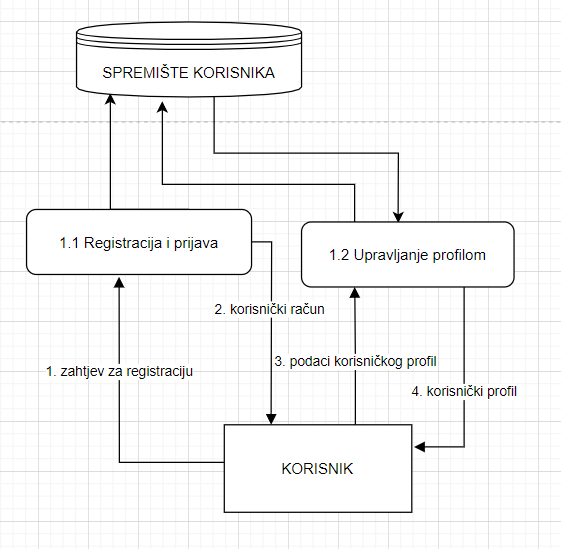 SPREMIŠTE KORISNIKA
1.1 Registracija i prijava
1.2 Upravljanje profilom
2. korisnički račun
3. podaci korisničkog profil
1. zahtjev za registraciju
4. korisnički profil
KORISNIK